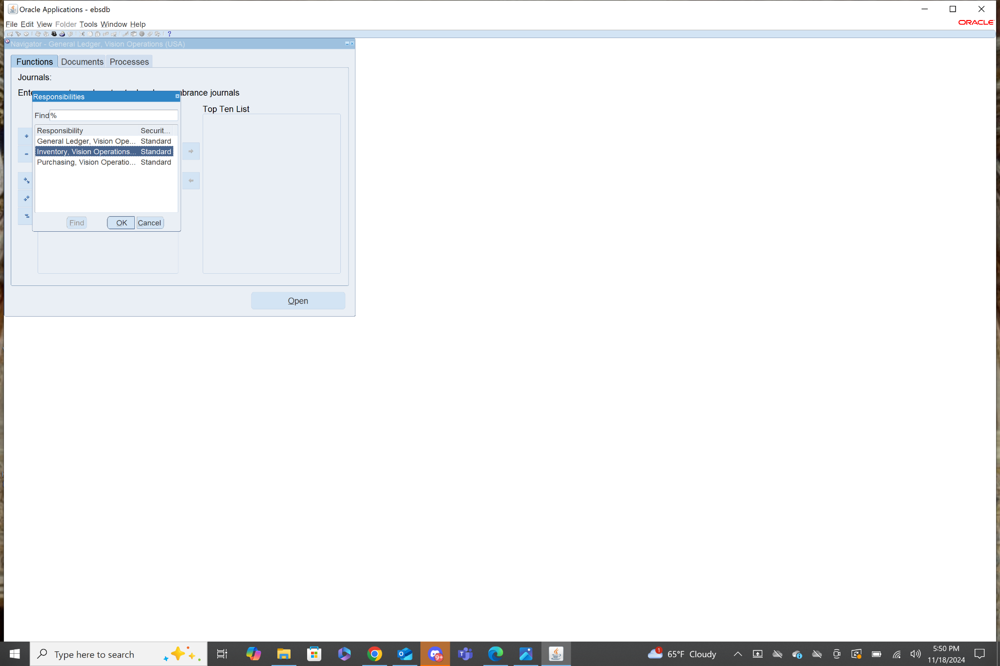 Oracle Applications - ebsdb
File Edit View Folder Tools Window Help
ORACLE
?
Navigator - General Ledger, Vision Operations (USA)
Functions Documents Processes
Journals:
brance journals
Responsibilities
Top Ten List
Find %
Responsibility Securit...
General Ledger, Vision Ope... Standard
Inventory, Vision Operations... Standard
Purchasing, Vision Operatio... Standard
Find OK Cancel
Open
Type here to search
9+
1
65°F Cloudy
5:50 PM
11/18/2024